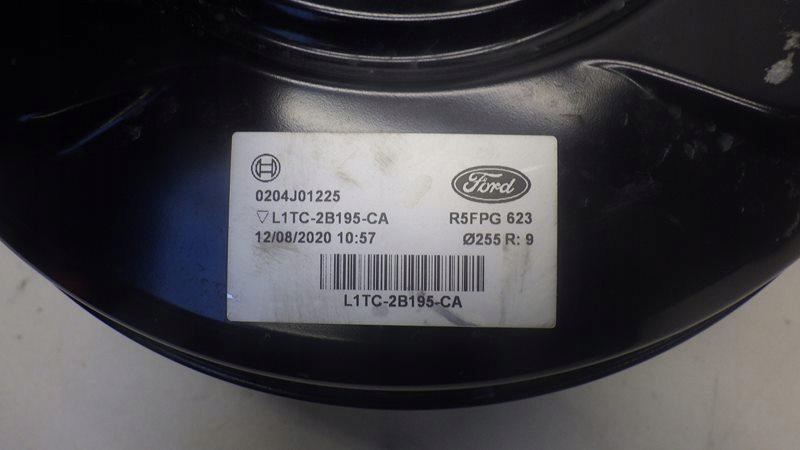 Ford
0204J01225
▽L1TC-2B195-CA R5FPG 623
12/08/2020 10:57 Ø255 R: 9
L1TC-2B195-CA